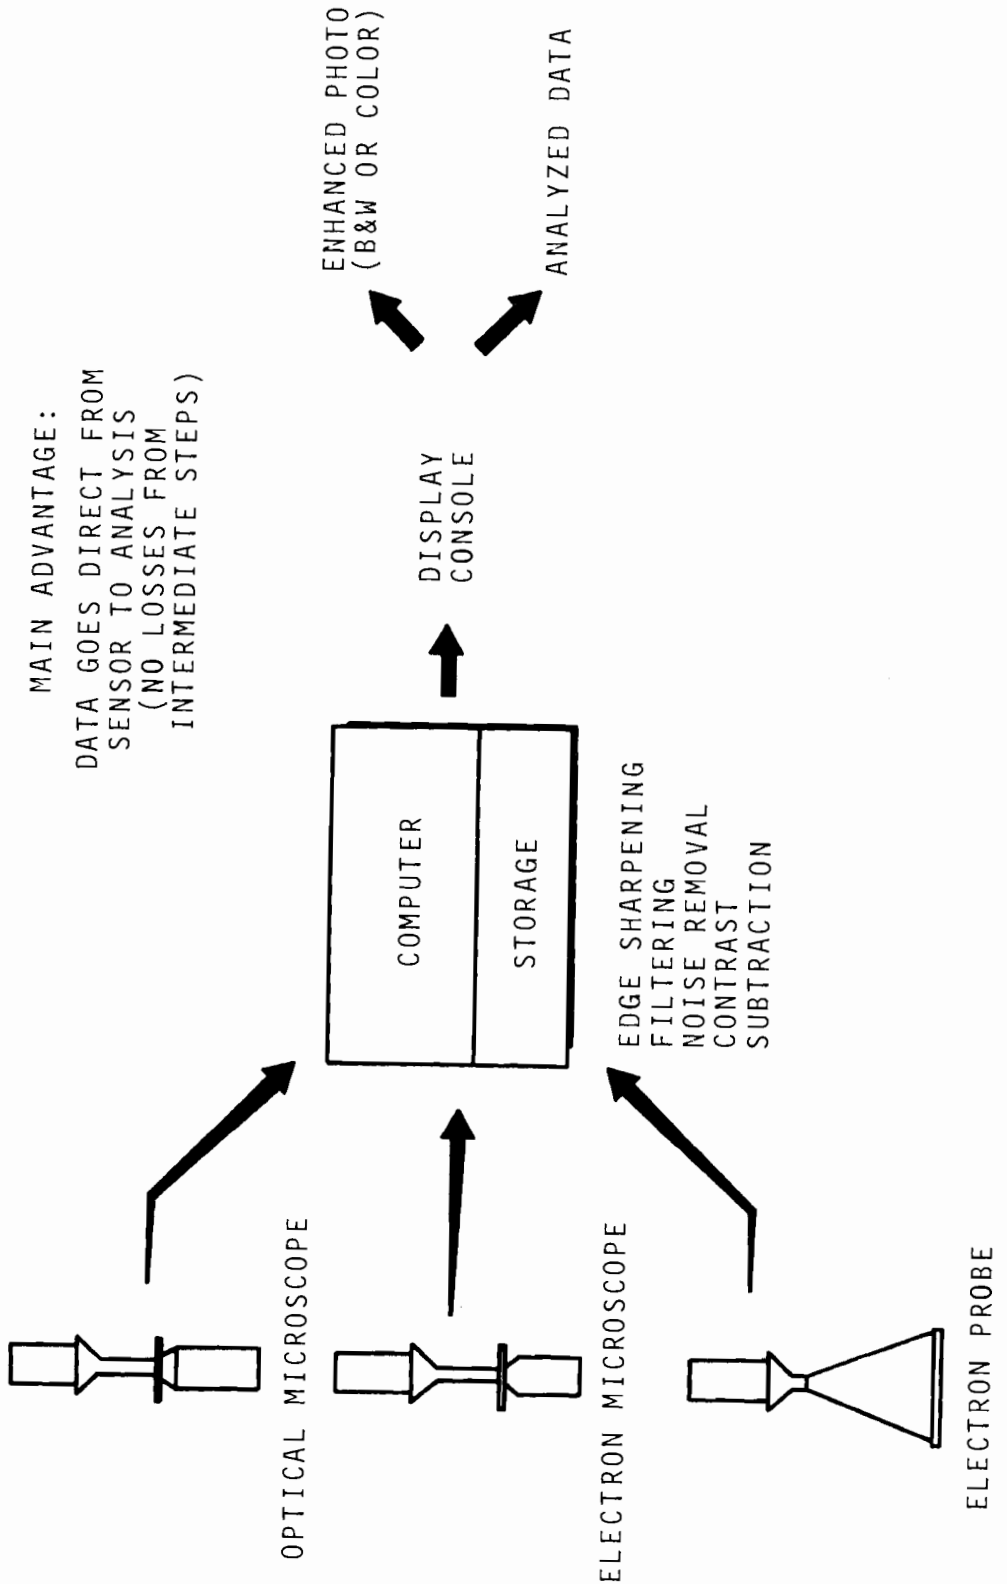 MAIN ADVANTAGE:
DATA GOES DIRECT FROM
SENSOR TO ANALYSIS
(NO LOSSES FROM
INTERMEDIATE STEPS)
OPTICAL MICROSCOPE
ELECTRON MICROSCOPE
ELECTRON PROBE
COMPUTER
STORAGE
EDGE SHARPENING
FILTERING
NOISE REMOVAL
CONTRAST
SUBTRACTION
DISPLAY
CONSOLE
ENHANCED PHOTO
(B&W OR COLOR)
ANALYZED DATA